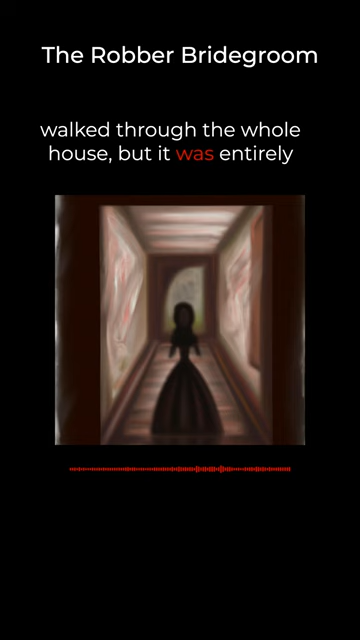 The Robber Bridegroom
walked through the whole
house, but it was entirely